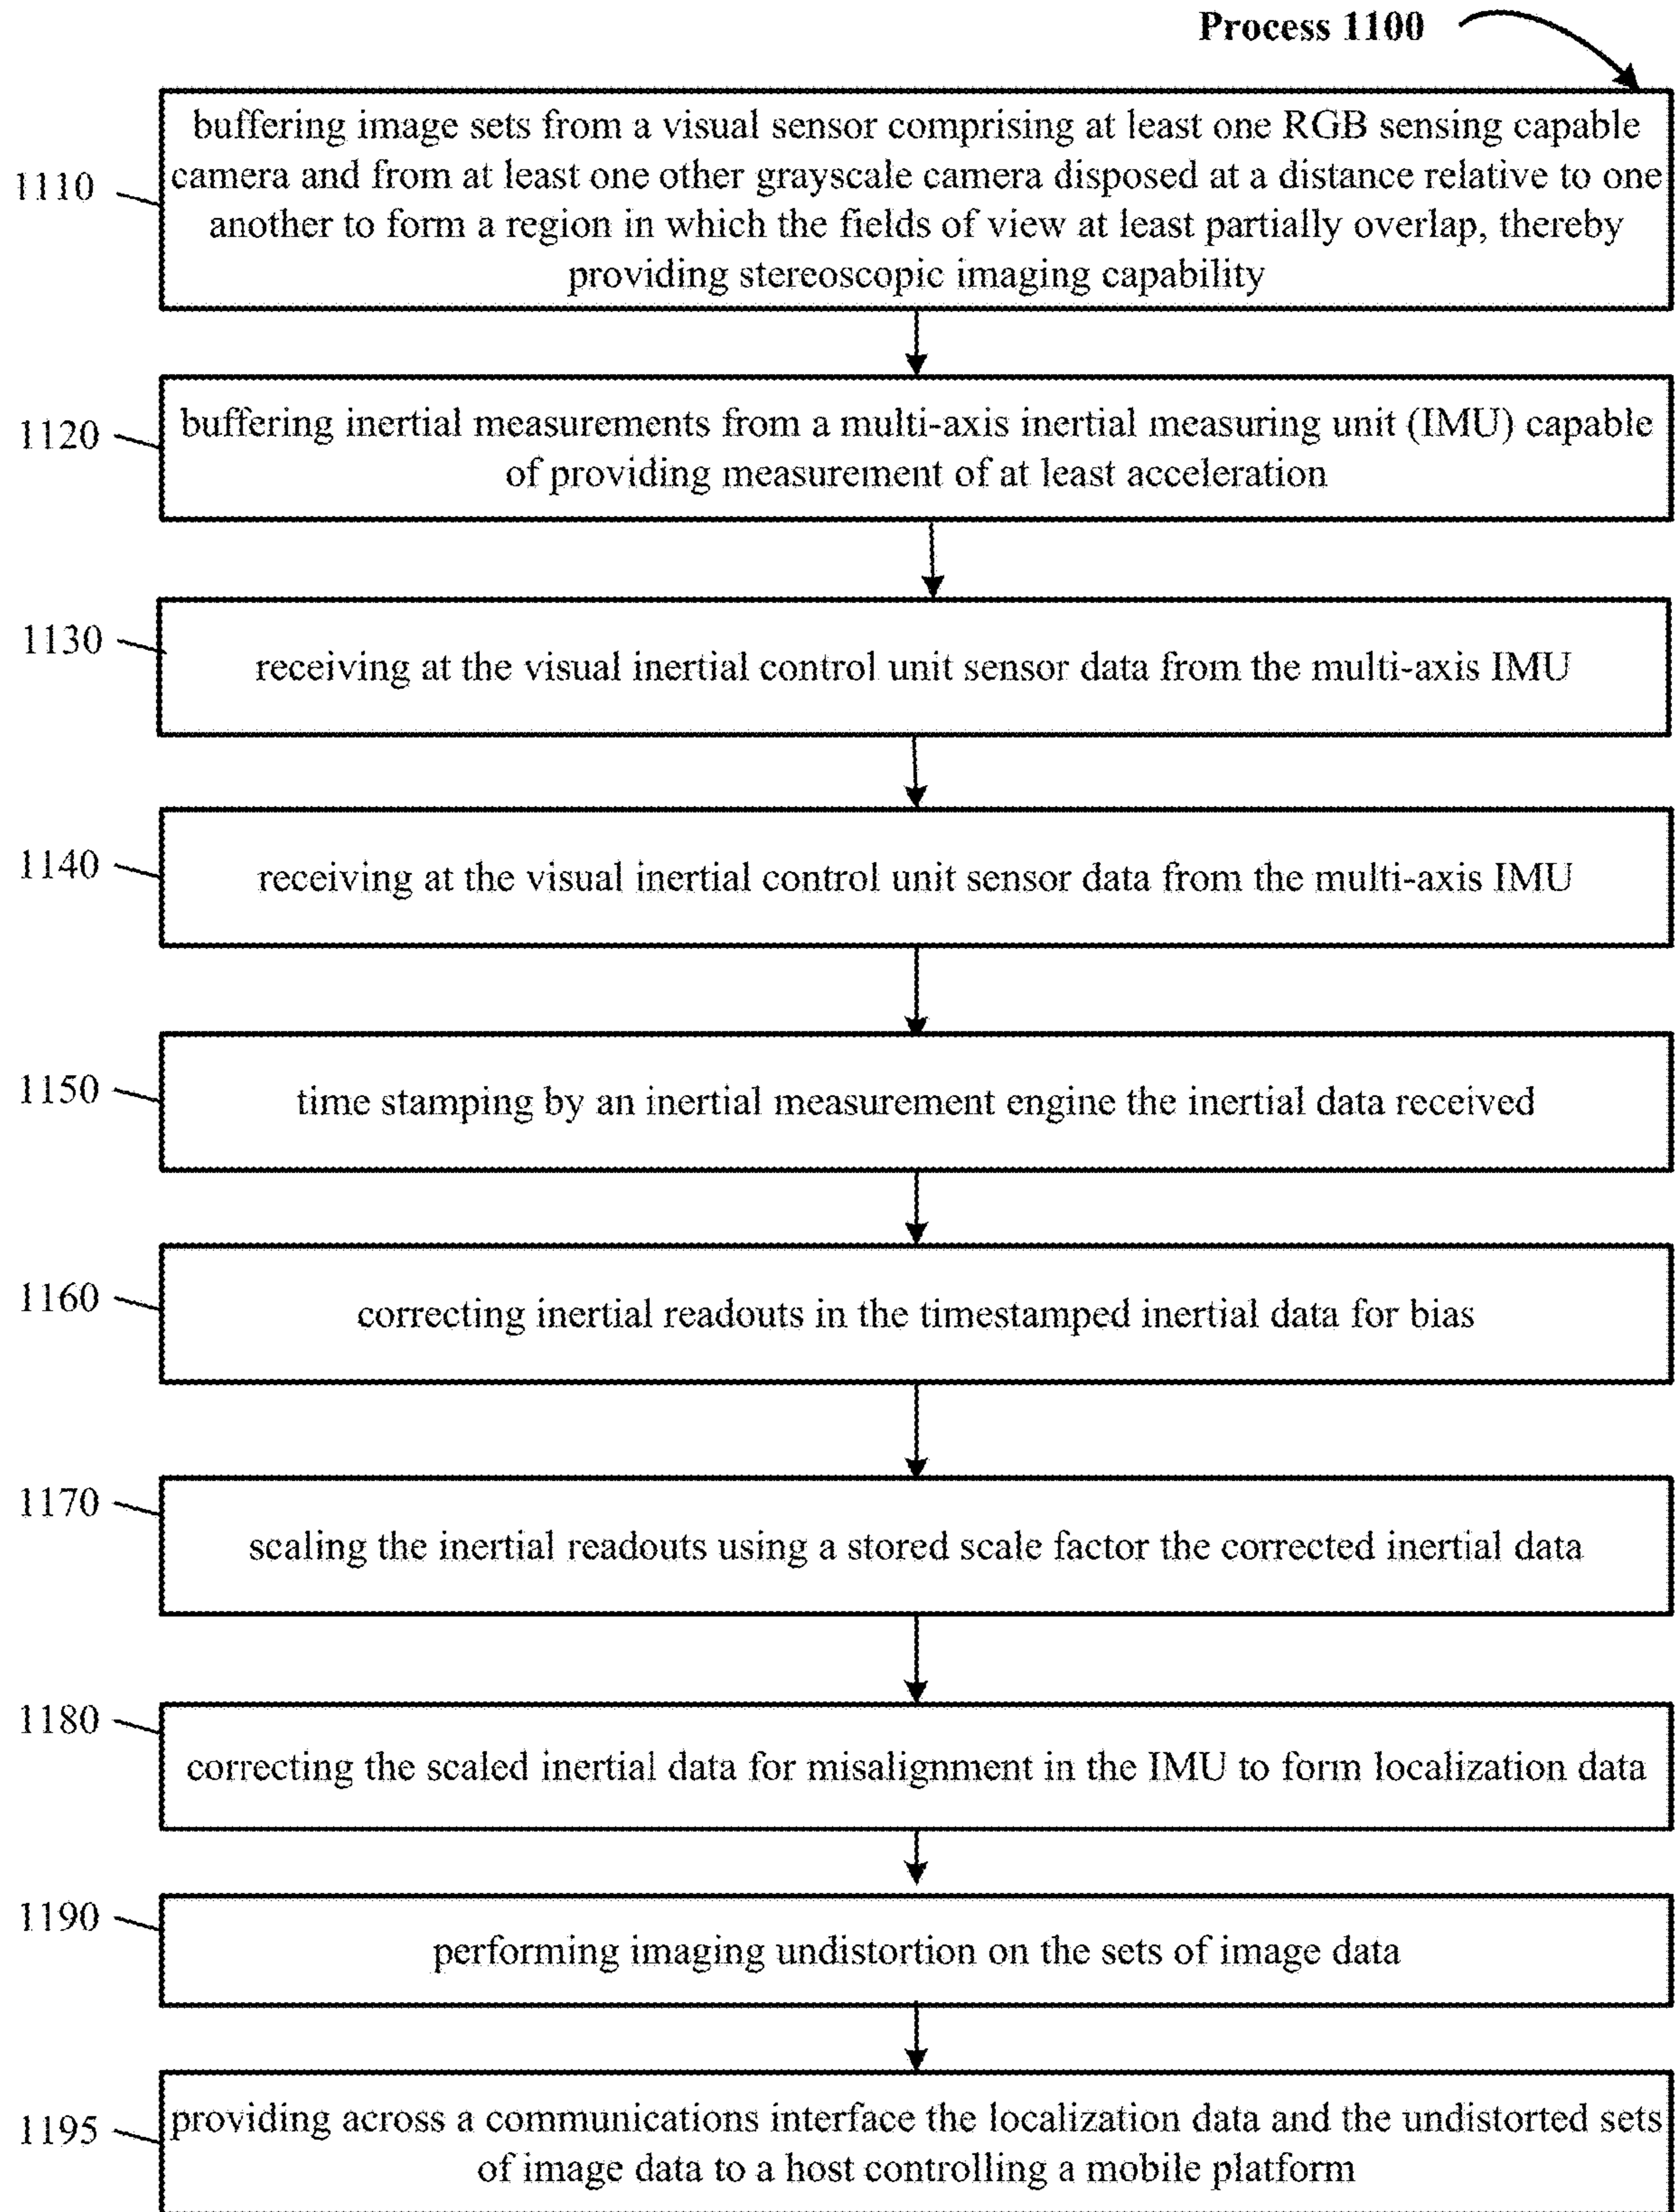 Process 1100
1110
buffering image sets from a visual sensor comprising at least one RGB sensing capable
camera and from at least one other grayscale camera disposed at a distance relative to one
another to form a region in which the fields of view at least partially overlap, thereby
providing stereoscopic imaging capability
1120
buffering inertial measurements from a multi-axis inertial measuring unit (IMU) capable
of providing measurement of at least acceleration
1130
receiving at the visual inertial control unit sensor data from the multi-axis IMU
1140
receiving at the visual inertial control unit sensor data from the multi-axis IMU
1150
time stamping by an inertial measurement engine the inertial data received
1160
correcting inertial readouts in the timestamped inertial data for bias
1170
scaling the inertial readouts using a stored scale factor the corrected inertial data
1180
correcting the scaled inertial data for misalignment in the IMU to form localization data
1190
performing imaging undistortion on the sets of image data
1195
providing across a communications interface the localization data and the undistorted sets
of image data to a host controlling a mobile platform